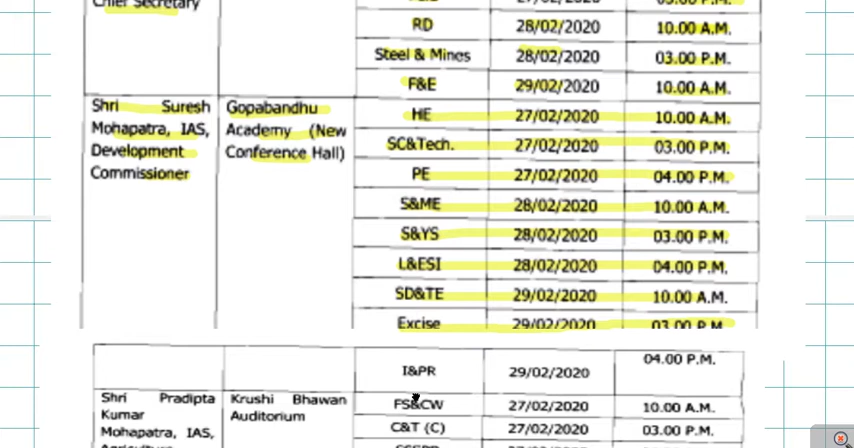 Chief Secretary
27/02/2020 03.00 P.M.
RD 28/02/2020 10.00 A.M.
Steel & Mines 28/02/2020 03.00 P.M.
F&E 29/02/2020 10.00 A.M.
Shri Suresh Gopabandhu HE 27/02/2020 10.00 A.M.
Mohapatra, IAS, Academy (New SC&Tech. 27/02/2020 03.00 P.M.
Development Conference Hall)
Commissioner PE 27/02/2020 04.00 P.M.
S&ME 28/02/2020 10.00 A.M.
S&YS 28/02/2020 03.00 P.M.
L&ESI 28/02/2020 04.00 P.M.
SD&TE 29/02/2020 10.00 A.M.
Excise 29/02/2020 03.00 P.M.
I&PR 29/02/2020 04.00 P.M.
Shri Pradipta Krushi Bhawan FS&CW 27/02/2020 10.00 A.M.
Kumar Auditorium
Mohapatra, IAS, C&T (C) 27/02/2020 03.00 P.M.